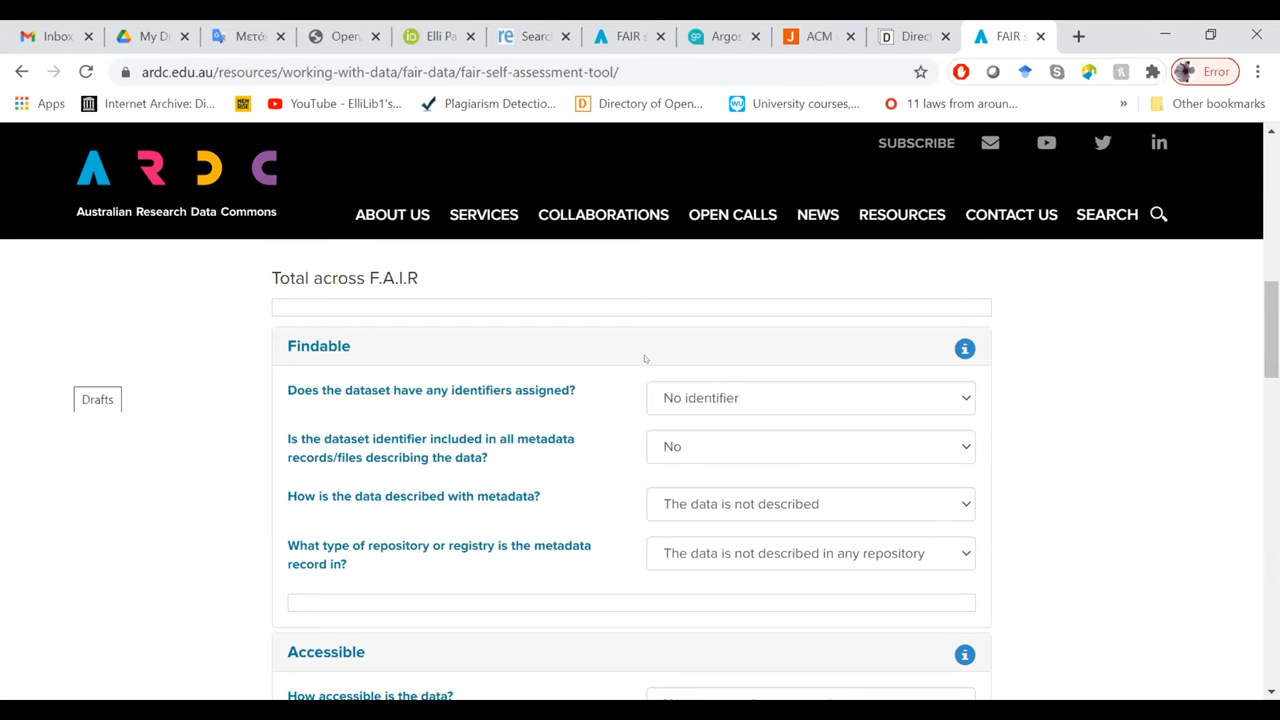 Inbox
My D
Μετά
Open
Elli Pa
re Search
FAIR s
Argos
J ACM
D Direct
FAIR s
ardc.edu.au/resources/working-with-data/fair-data/fair-self-assessment-tool/
Error
Apps
Internet Archive: Di...
YouTube - ElliLib1's...
Plagiarism Detectio...
Directory of Open...
WU University courses,...
11 laws from aroun...
»
Other bookmarks
SUBSCRIBE
ARDC
Australian Research Data Commons
ABOUT US SERVICES COLLABORATIONS OPEN CALLS NEWS RESOURCES CONTACT US SEARCH
Total across F.A.I.R
Findable
Does the dataset have any identifiers assigned?
No identifier
Drafts
Is the dataset identifier included in all metadata
records/files describing the data?
No
How is the data described with metadata?
The data is not described
What type of repository or registry is the metadata
record in?
The data is not described in any repository
Accessible
How accessible is the data?